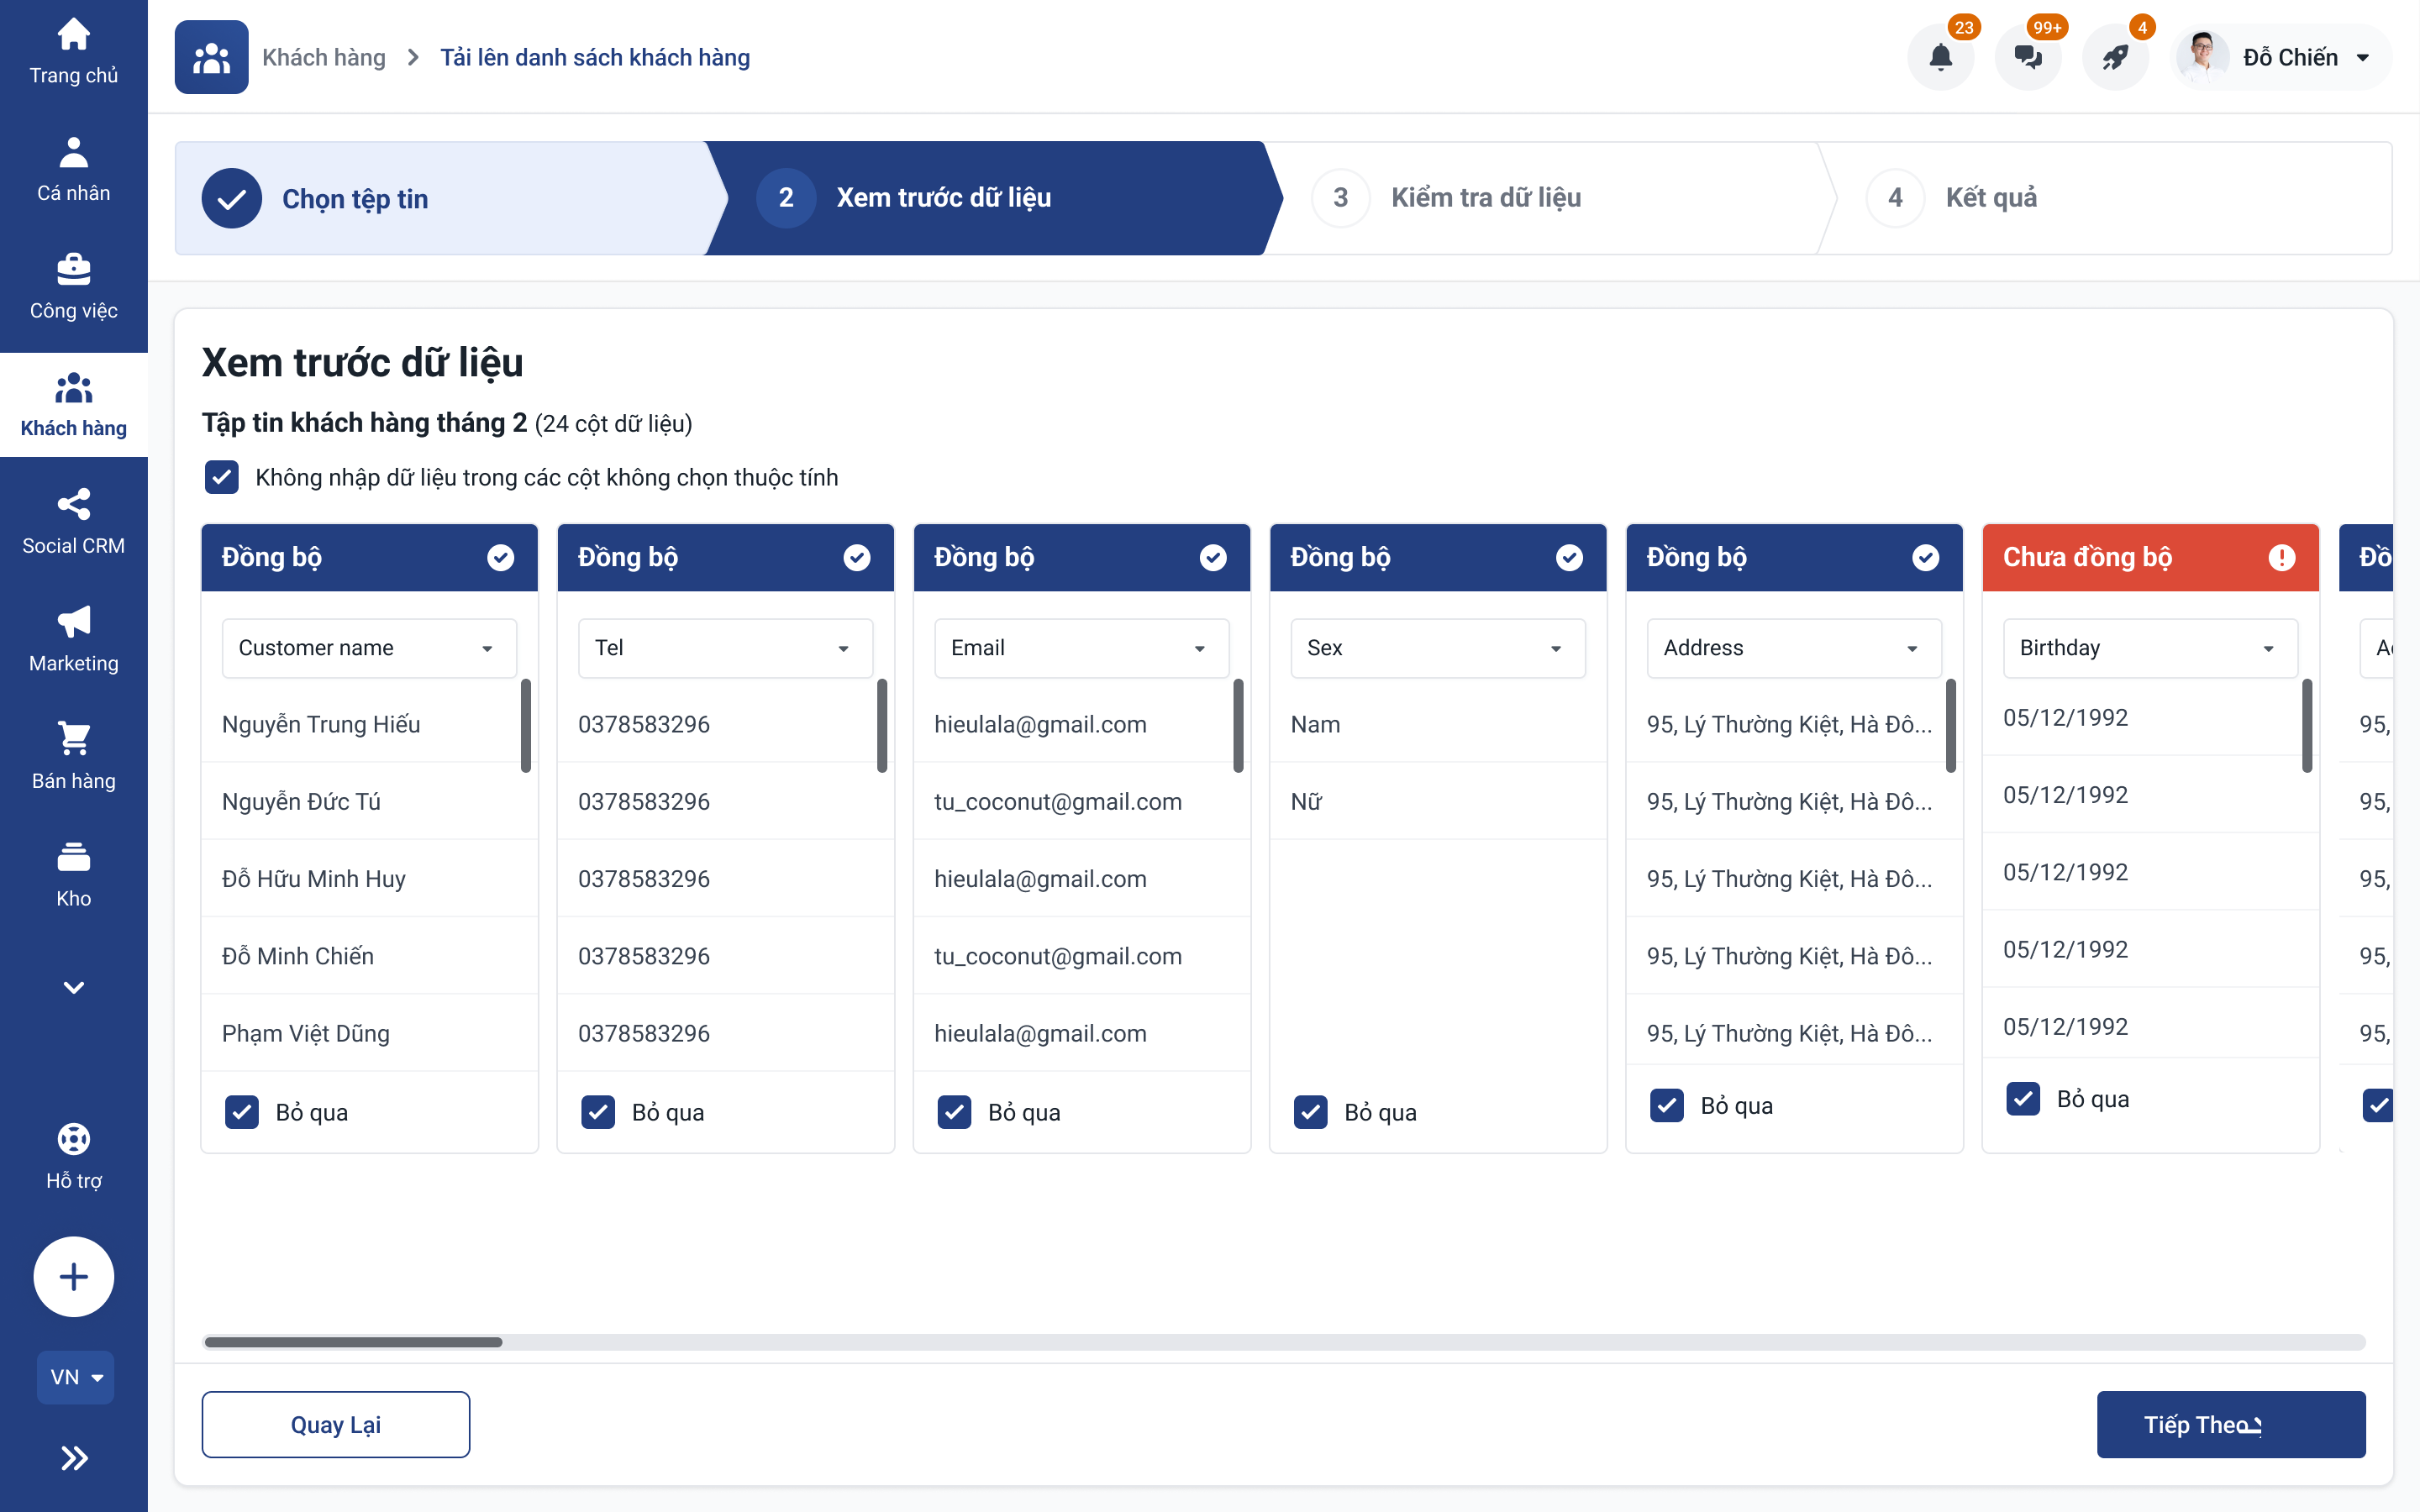 Trang chủ
Cá nhân
Công việc
Khách hàng
Social CRM
Marketing
Bán hàng
Kho
Hỗ trợ
VN
Khách hàng
Tải lên danh sách khách hàng
23
99+
4
Đỗ Chiến
Chọn tệp tin
2 Xem trước dữ liệu
3 Kiểm tra dữ liệu
4 Kết quả
Xem trước dữ liệu
Tập tin khách hàng tháng 2 (24 cột dữ liệu)
Không nhập dữ liệu trong các cột không chọn thuộc tính
Đồng bộ
Customer name
Nguyễn Trung Hiếu
Nguyễn Đức Tú
Đỗ Hữu Minh Huy
Đỗ Minh Chiến
Phạm Việt Dũng
Bỏ qua
Đồng bộ
Tel
0378583296
0378583296
0378583296
0378583296
0378583296
Bỏ qua
Đồng bộ
Email
hieulala@gmail.com
tu_coconut@gmail.com
hieulala@gmail.com
tu_coconut@gmail.com
hieulala@gmail.com
Bỏ qua
Đồng bộ
Sex
Nam
Nữ
Bỏ qua
Đồng bộ
Address
95, Lý Thường Kiệt, Hà Đô...
95, Lý Thường Kiệt, Hà Đô...
95, Lý Thường Kiệt, Hà Đô...
95, Lý Thường Kiệt, Hà Đô...
95, Lý Thường Kiệt, Hà Đô...
Bỏ qua
Chưa đồng bộ
Birthday
05/12/1992
05/12/1992
05/12/1992
05/12/1992
05/12/1992
Bỏ qua
95,
95,
95,
95,
95,
Quay Lại
Tiếp Theo